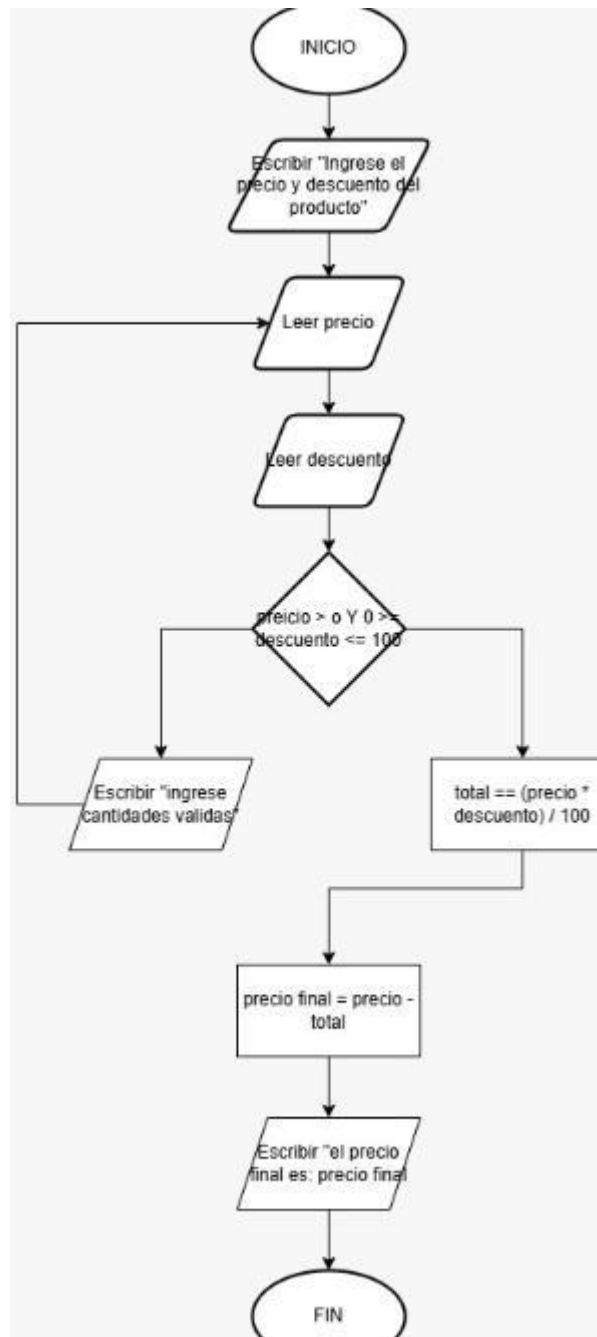 INICIO
Escribir "Ingrese el
precio y descuento del
producto"
Leer precio
Leer descuento
preicio > o Y 0 >=
descuento <= 100
Escribir "ingrese
cantidades validas"
total == (precio *
descuento) / 100
precio final = precio -
total
Escribir "el precio
final es: precio final
FIN